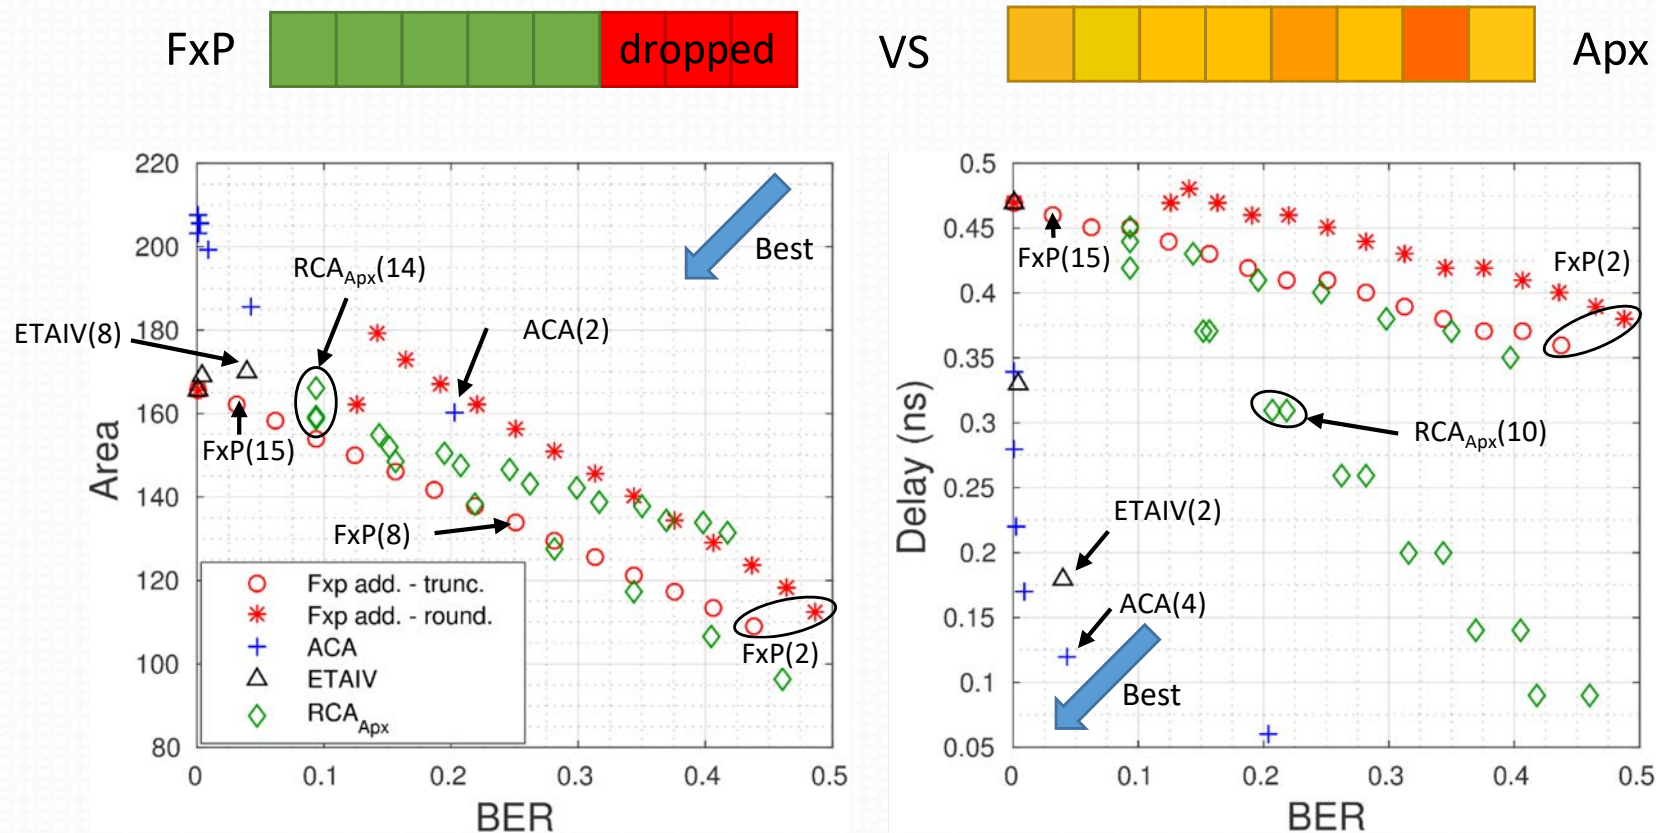 FxP
dropped
VS
Apx
220
200
180
160
140
120
100
80
Area
0
0.1
0.2
0.3
0.4
0.5
BER
Best
RCA_Apx(14)
ETAIV(8)
ACA(2)
FxP(15)
FxP(8)
FxP(2)
Fxp add. - trunc.
Fxp add. - round.
ACA
ETAIV
RCA_Apx
0.5
0.45
0.4
0.35
0.3
0.25
0.2
0.15
0.1
0.05
Delay (ns)
0
0.1
0.2
0.3
0.4
0.5
BER
FxP(15)
FxP(2)
RCA_Apx(10)
ETAIV(2)
ACA(4)
Best